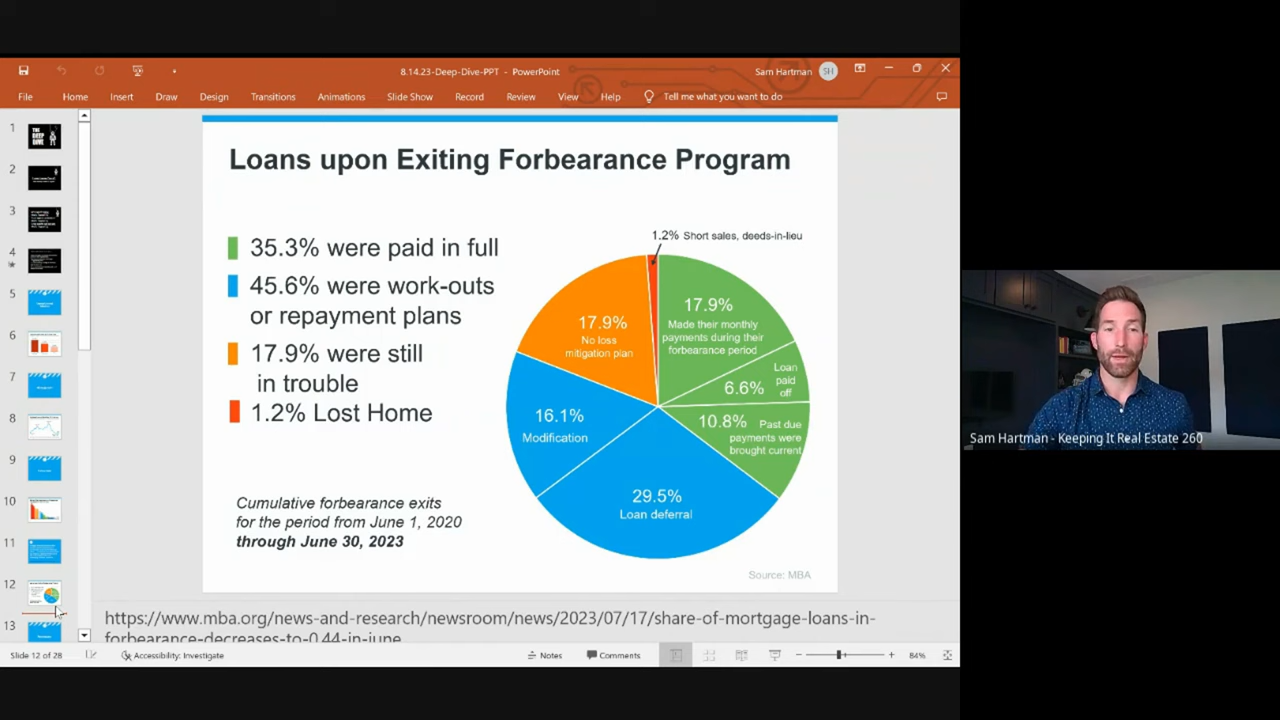 8.14.23-Deep-Dive-PPT - PowerPoint
Sam Hartman
SH
File
Home
Insert
Draw
Design
Transitions
Animations
Slide Show
Record
Review
View
Help
Tell me what you want to do
1
THE
DEEP
DIVE
2
3
4
5
6
7
8
9
10
11
12
13
Loans upon Exiting Forbearance Program
35.3% were paid in full
45.6% were work-outs
or repayment plans
17.9% were still
in trouble
1.2% Lost Home
Cumulative forbearance exits
for the period from June 1, 2020
through June 30, 2023
1.2% Short sales, deeds-in-lieu
17.9%
Made their monthly
payments during their
forbearance period
6.6%
Loan
paid
off
10.8% Past due
payments were
brought current
29.5%
Loan deferral
16.1%
Modification
17.9%
No loss
mitigation plan
Source: MBA
https://www.mba.org/news-and-research/newsroom/news/2023/07/17/share-of-mortgage-loans-in-
forbearance-decreases-to-0.44-in-june
Slide 12 of 28
Accessibility: Investigate
Notes
Comments
84%
Sam Hartman - Keeping It Real Estate 260